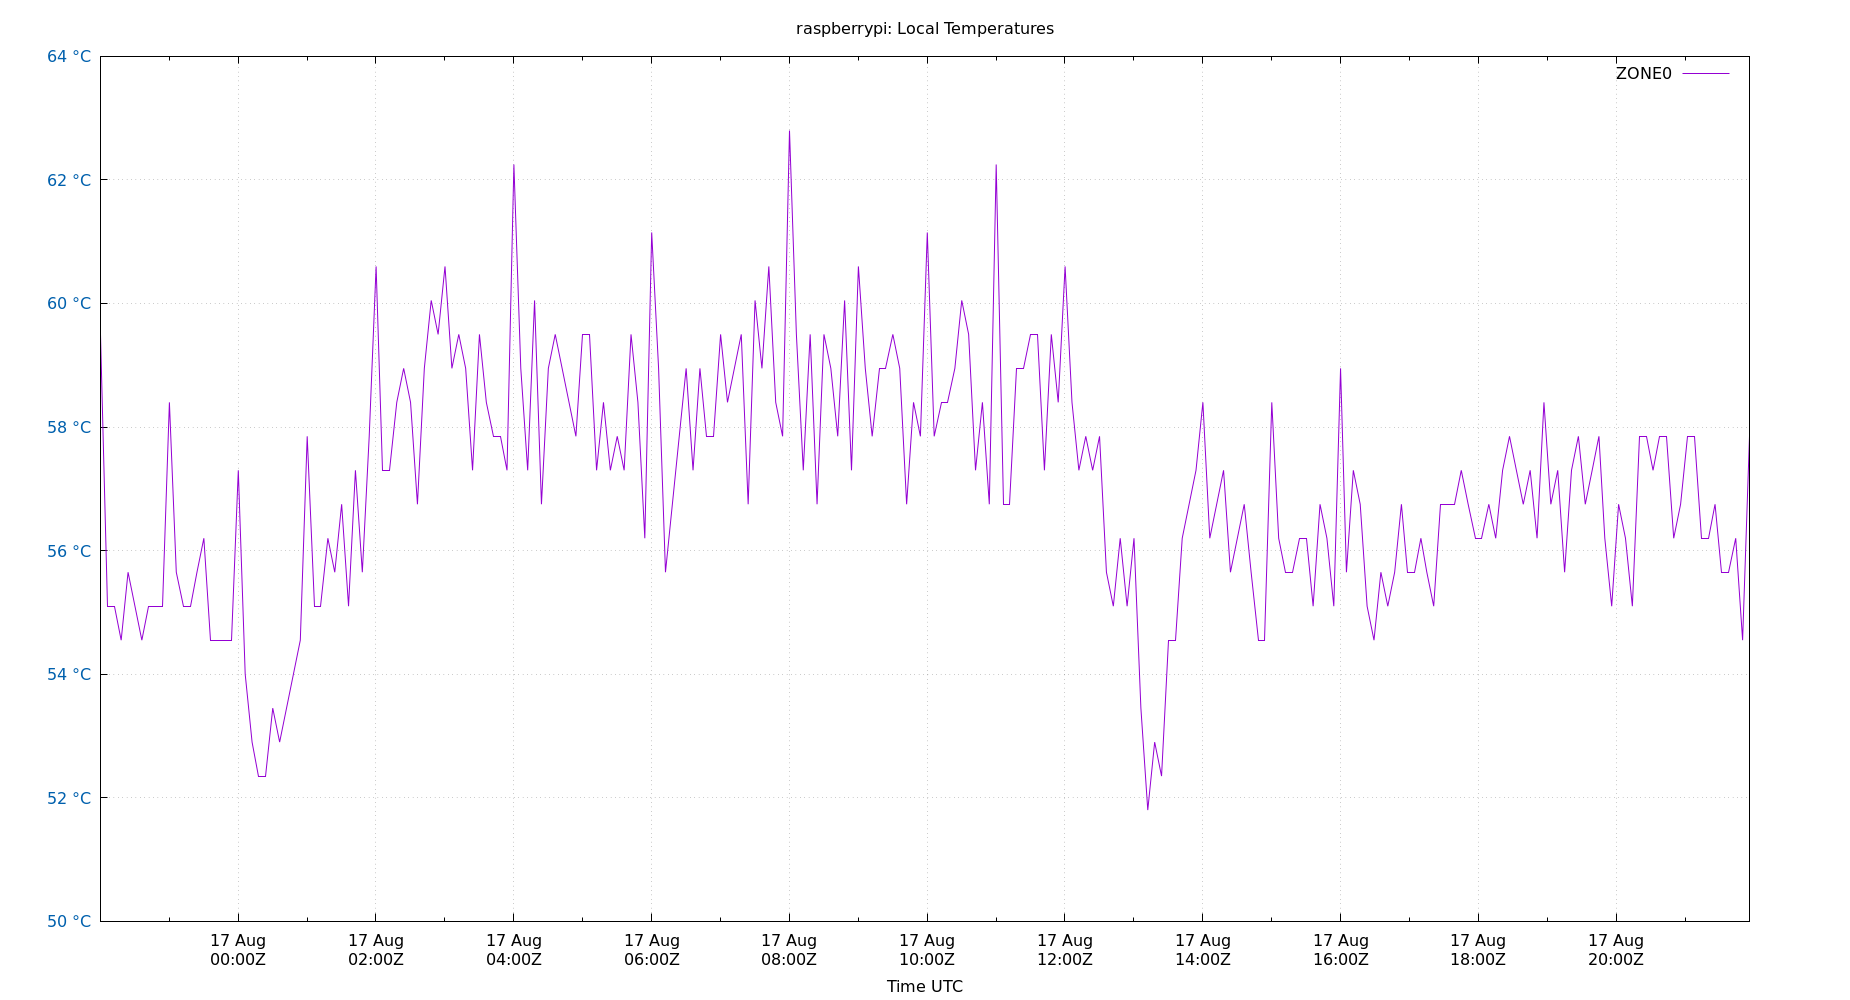 raspberrypi: Local Temperatures
ZONE0
64 °C
62 °C
60 °C
58 °C
56 °C
54 °C
52 °C
50 °C
17 Aug 17 Aug 17 Aug 17 Aug 17 Aug 17 Aug 17 Aug 17 Aug 17 Aug 17 Aug 17 Aug
00:00Z 02:00Z 04:00Z 06:00Z 08:00Z 10:00Z 12:00Z 14:00Z 16:00Z 18:00Z 20:00Z
Time UTC